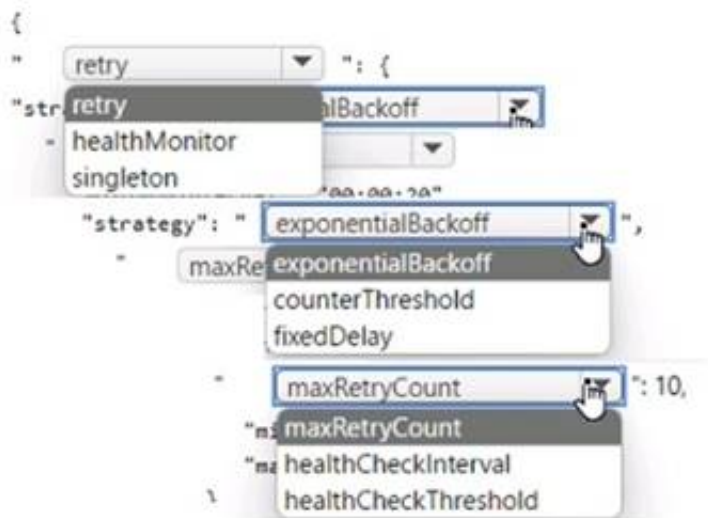 {
" retry ": {
"str retry ialBackoff
" healthMonitor
singleton
"00:00:20"
"strategy": " exponentialBackoff ",
" maxRe exponentialBackoff
counterThreshold
fixedDelay
" maxRetryCount ": 10,
"mi maxRetryCount
"ma healthCheckInterval
} healthCheckThreshold